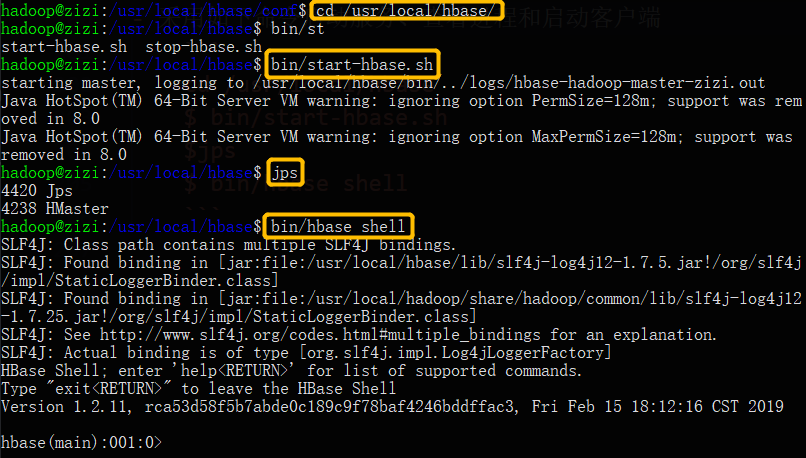 hadoop@zizi:/usr/local/hbase/conf$ cd /usr/local/hbase/
hadoop@zizi:/usr/local/hbase$ bin/st
start-hbase.sh  stop-hbase.sh
hadoop@zizi:/usr/local/hbase$ bin/start-hbase.sh
starting master, logging to /usr/local/hbase/bin/../logs/hbase-hadoop-master-zizi.out
Java HotSpot(TM) 64-Bit Server VM warning: ignoring option PermSize=128m; support was rem
oved in 8.0
Java HotSpot(TM) 64-Bit Server VM warning: ignoring option MaxPermSize=128m; support was
removed in 8.0
hadoop@zizi:/usr/local/hbase$ jps
4420 Jps
4238 HMaster
hadoop@zizi:/usr/local/hbase$ bin/hbase shell
SLF4J: Class path contains multiple SLF4J bindings.
SLF4J: Found binding in [jar:file:/usr/local/hbase/lib/slf4j-log4j12-1.7.5.jar!/org/slf4j
/impl/StaticLoggerBinder.class]
SLF4J: Found binding in [jar:file:/usr/local/hadoop/share/hadoop/common/lib/slf4j-log4j12
-1.7.25.jar!/org/slf4j/impl/StaticLoggerBinder.class]
SLF4J: See http://www.slf4j.org/codes.html#multiple_bindings for an explanation.
SLF4J: Actual binding is of type [org.slf4j.impl.Log4jLoggerFactory]
HBase Shell; enter 'help<RETURN>' for list of supported commands.
Type "exit<RETURN>" to leave the HBase Shell
Version 1.2.11, rca53d58f5b7abde0c189c9f78baf4246bddffac3, Fri Feb 15 18:12:16 CST 2019
hbase(main):001:0>
$ bin/start-hbase.sh
$jps
$ bin/hbase shell